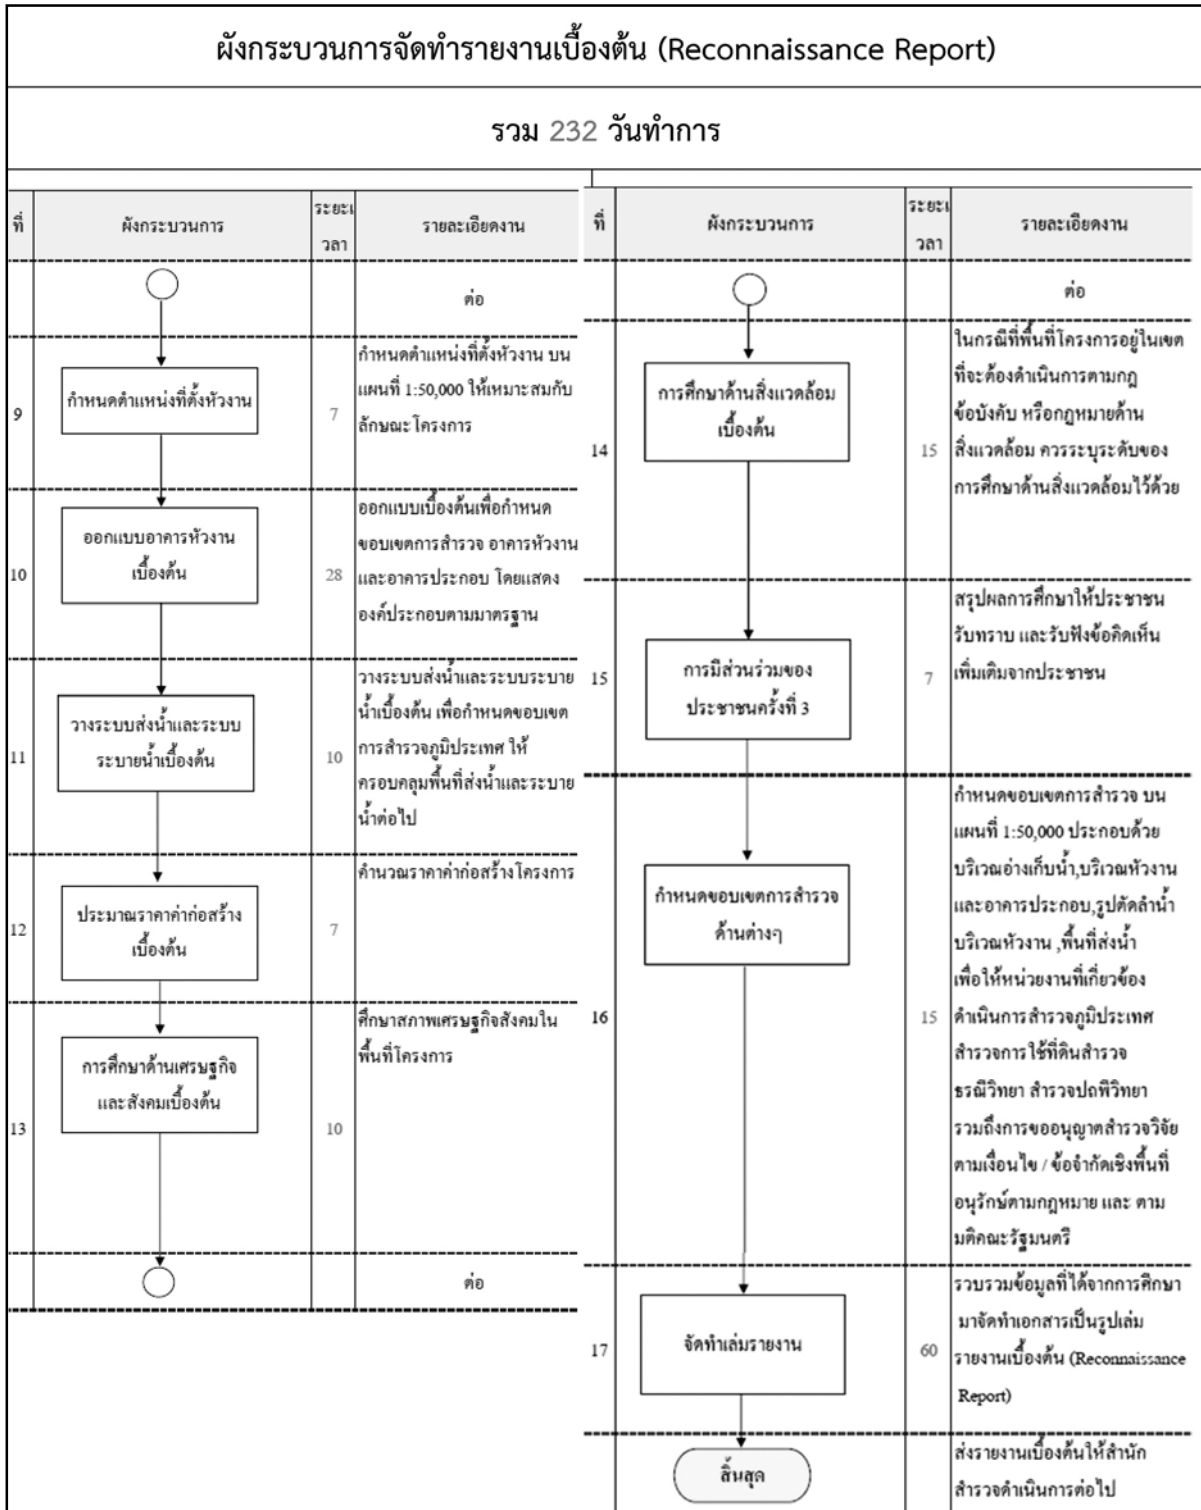 ผังกระบวนการจัดทำรายงานเบื้องต้น (Reconnaissance Report)
รวม 232 วันทำการ
ที่ ผังกระบวนการ ระยะเวลา รายละเอียดงาน
ต่อ
9 กำหนดตำแหน่งที่ตั้งหัวงาน 7
กำหนดตำแหน่งที่ตั้งหัวงาน บน
แผนที่ 1:50,000 ให้เหมาะสมกับ
ลักษณะโครงการ
10
ออกแบบอาคารหัวงาน
เบื้องต้น
28
ออกแบบเบื้องต้นเพื่อกำหนด
ขอบเขตการสำรวจ อาคารหัวงาน
และอาคารประกอบ โดยแสดง
องค์ประกอบตามมาตรฐาน
11
วางระบบส่งน้ำและระบบ
ระบายน้ำเบื้องต้น
10
วางระบบส่งน้ำและระบบระบาย
น้ำเบื้องต้น เพื่อกำหนดขอบเขต
การสำรวจภูมิประเทศ ให้
ครอบคลุมพื้นที่ส่งน้ำและระบาย
น้ำต่อไป
12
ประมาณราคาค่าก่อสร้าง
เบื้องต้น
7
คำนวณราคาค่าก่อสร้างโครงการ
13
การศึกษาด้านเศรษฐกิจ
และสังคมเบื้องต้น
10
ศึกษาสภาพเศรษฐกิจสังคมใน
พื้นที่โครงการ
ต่อ
ที่ ผังกระบวนการ ระยะเวลา รายละเอียดงาน
ต่อ
14
การศึกษาด้านสิ่งแวดล้อม
เบื้องต้น
15
ในกรณีที่พื้นที่โครงการอยู่ในเขต
ที่จะต้องดำเนินการตามกฎ
ข้อบังคับ หรือกฎหมายด้าน
สิ่งแวดล้อม ควรระบุระดับของ
การศึกษาด้านสิ่งแวดล้อมไว้ด้วย
15
การมีส่วนร่วมของ
ประชาชนครั้งที่ 3
7
สรุปผลการศึกษาให้ประชาชน
รับทราบ และรับฟังข้อคิดเห็น
เพิ่มเติมจากประชาชน
16
กำหนดขอบเขตการสำรวจ
ด้านต่างๆ
15
กำหนดขอบเขตการสำรวจ บน
แผนที่ 1:50,000 ประกอบด้วย
บริเวณอ่างเก็บน้ำ,บริเวณหัวงาน
และอาคารประกอบ,รูปตัดลำน้ำ
บริเวณหัวงาน ,พื้นที่ส่งน้ำ
เพื่อให้หน่วยงานที่เกี่ยวข้อง
ดำเนินการสำรวจภูมิประเทศ
สำรวจการใช้ที่ดินสำรวจ
ธรณีวิทยา สำรวจปถพีวิทยา
รวมถึงการขออนุญาตสำรวจวิจัย
ตามเงื่อนไข / ข้อจำกัดเชิงพื้นที่
อนุรักษ์ตามกฎหมาย และ ตาม
มติคณะรัฐมนตรี
17 จัดทำเล่มรายงาน 60
รวบรวมข้อมูลที่ได้จากการศึกษา
มาจัดทำเอกสารเป็นรูปเล่ม
รายงานเบื้องต้น (Reconnaissance
Report)
สิ้นสุด
ส่งรายงานเบื้องต้นให้สำนัก
สำรวจดำเนินการต่อไป